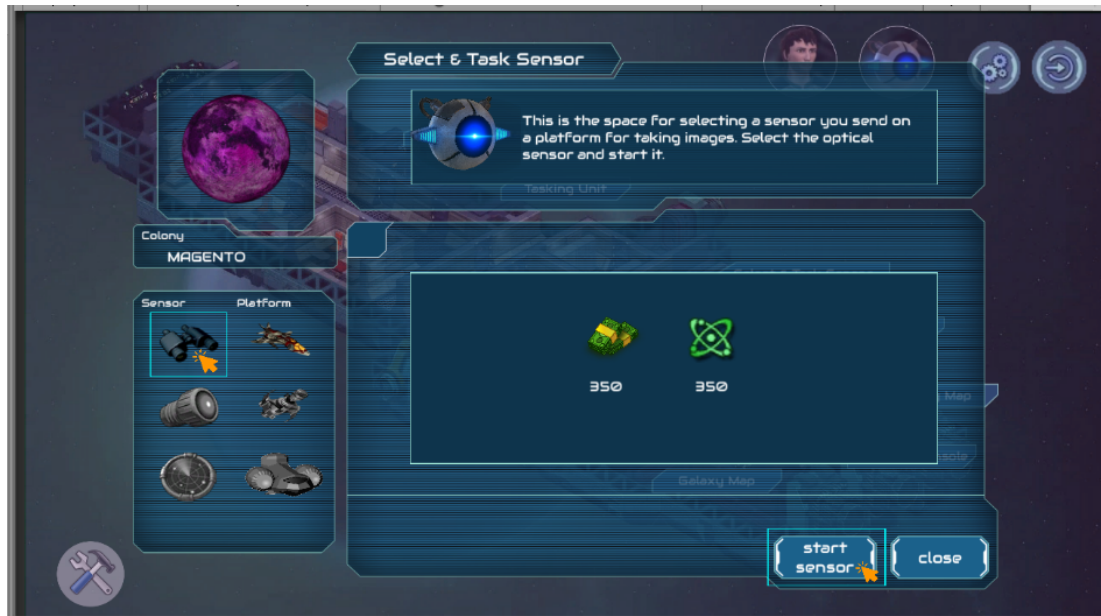 Select & Task Sensor
This is the space for selecting a sensor you send on
a platform for taking images. Select the optical
sensor and start it.
Tasking Unit
Colony
MAGENTO
Sensor Platform
350 350
Map
Galaxy Map
start
sensor
close